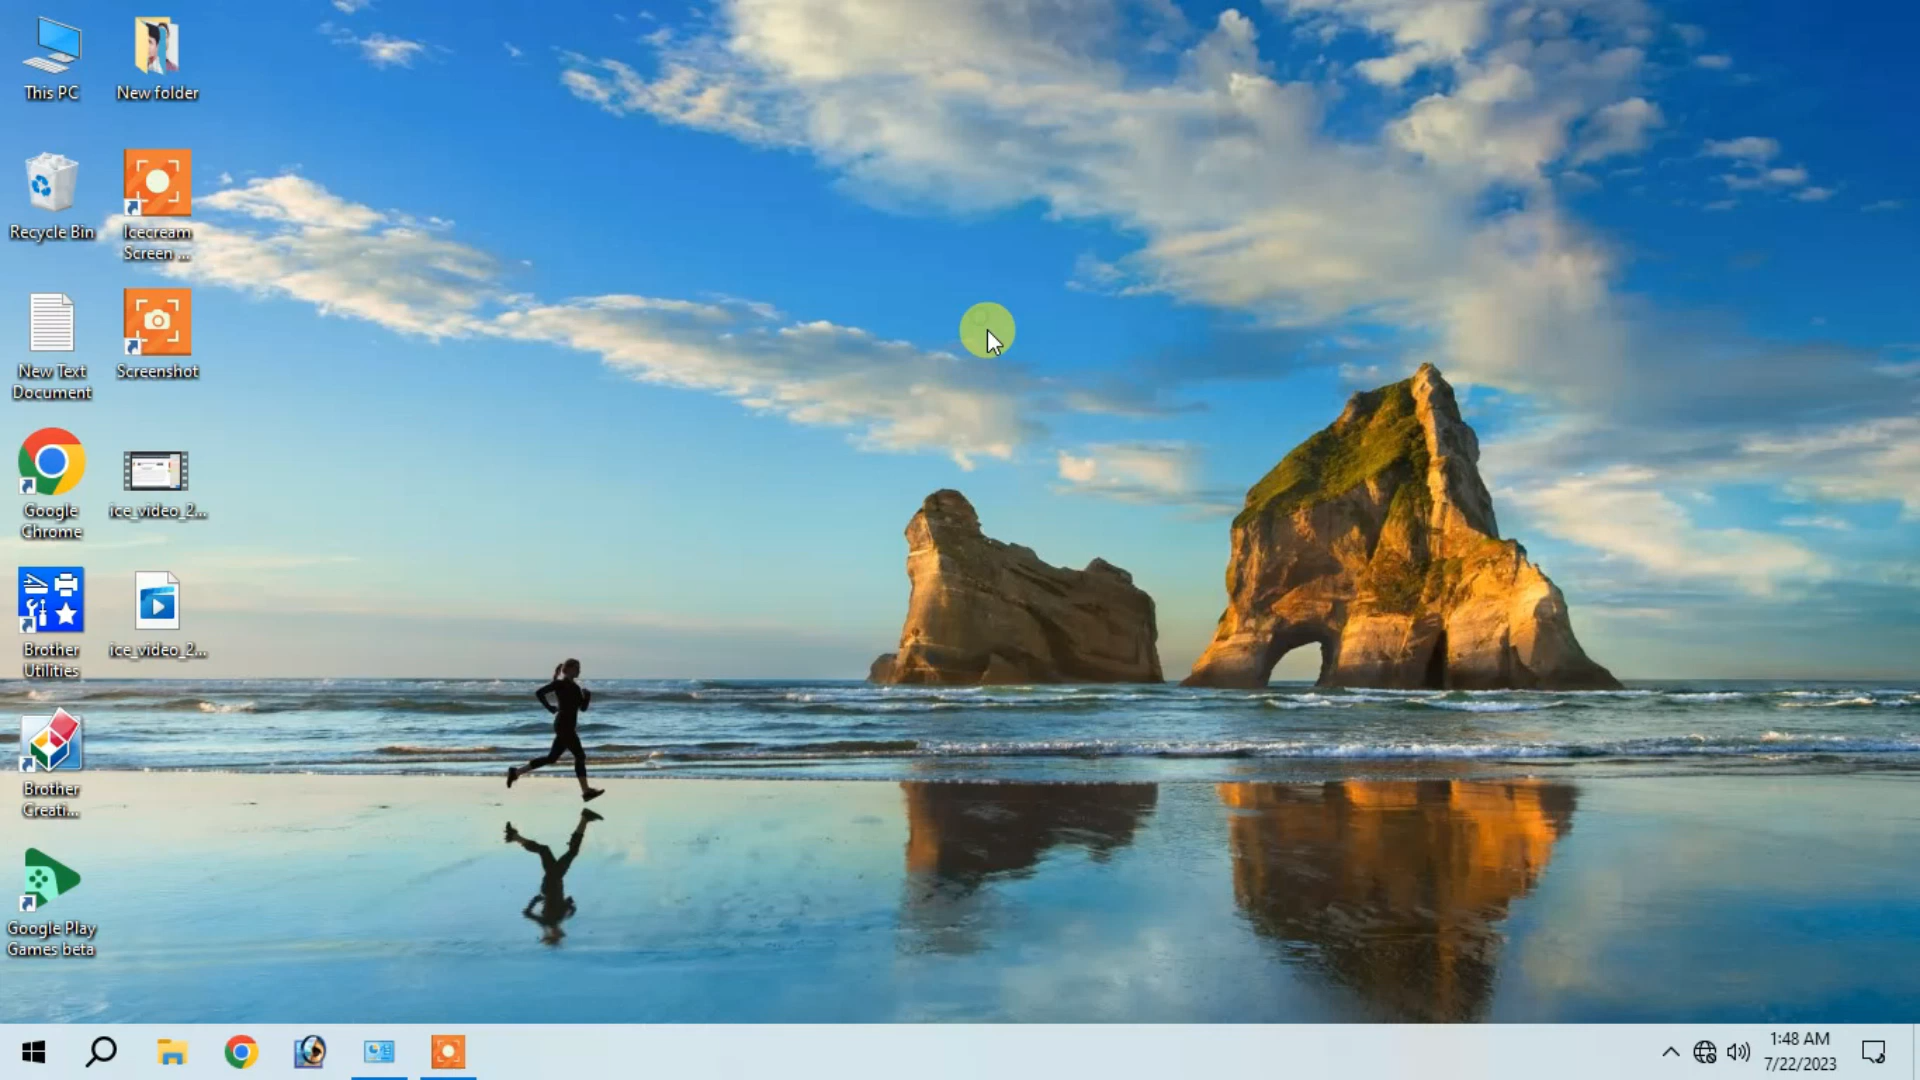 This PC
New folder
Recycle Bin
Icecream
Screen ...
New Text
Document
Screenshot
Google
Chrome
ice_video_2...
Brother
Utilities
ice_video_2...
Brother
Creati...
Google Play
Games beta
1:48 AM
7/22/2023